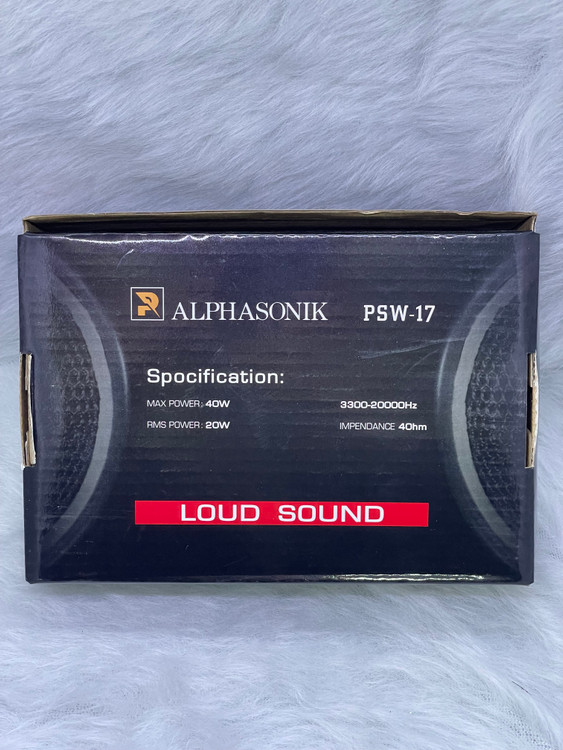 ALPHASONIK PSW-17
Spocification:
MAX POWER: 40W 3300-20000Hz
RMS POWER: 20W IMPENDANCE 4Ohm
LOUD SOUND